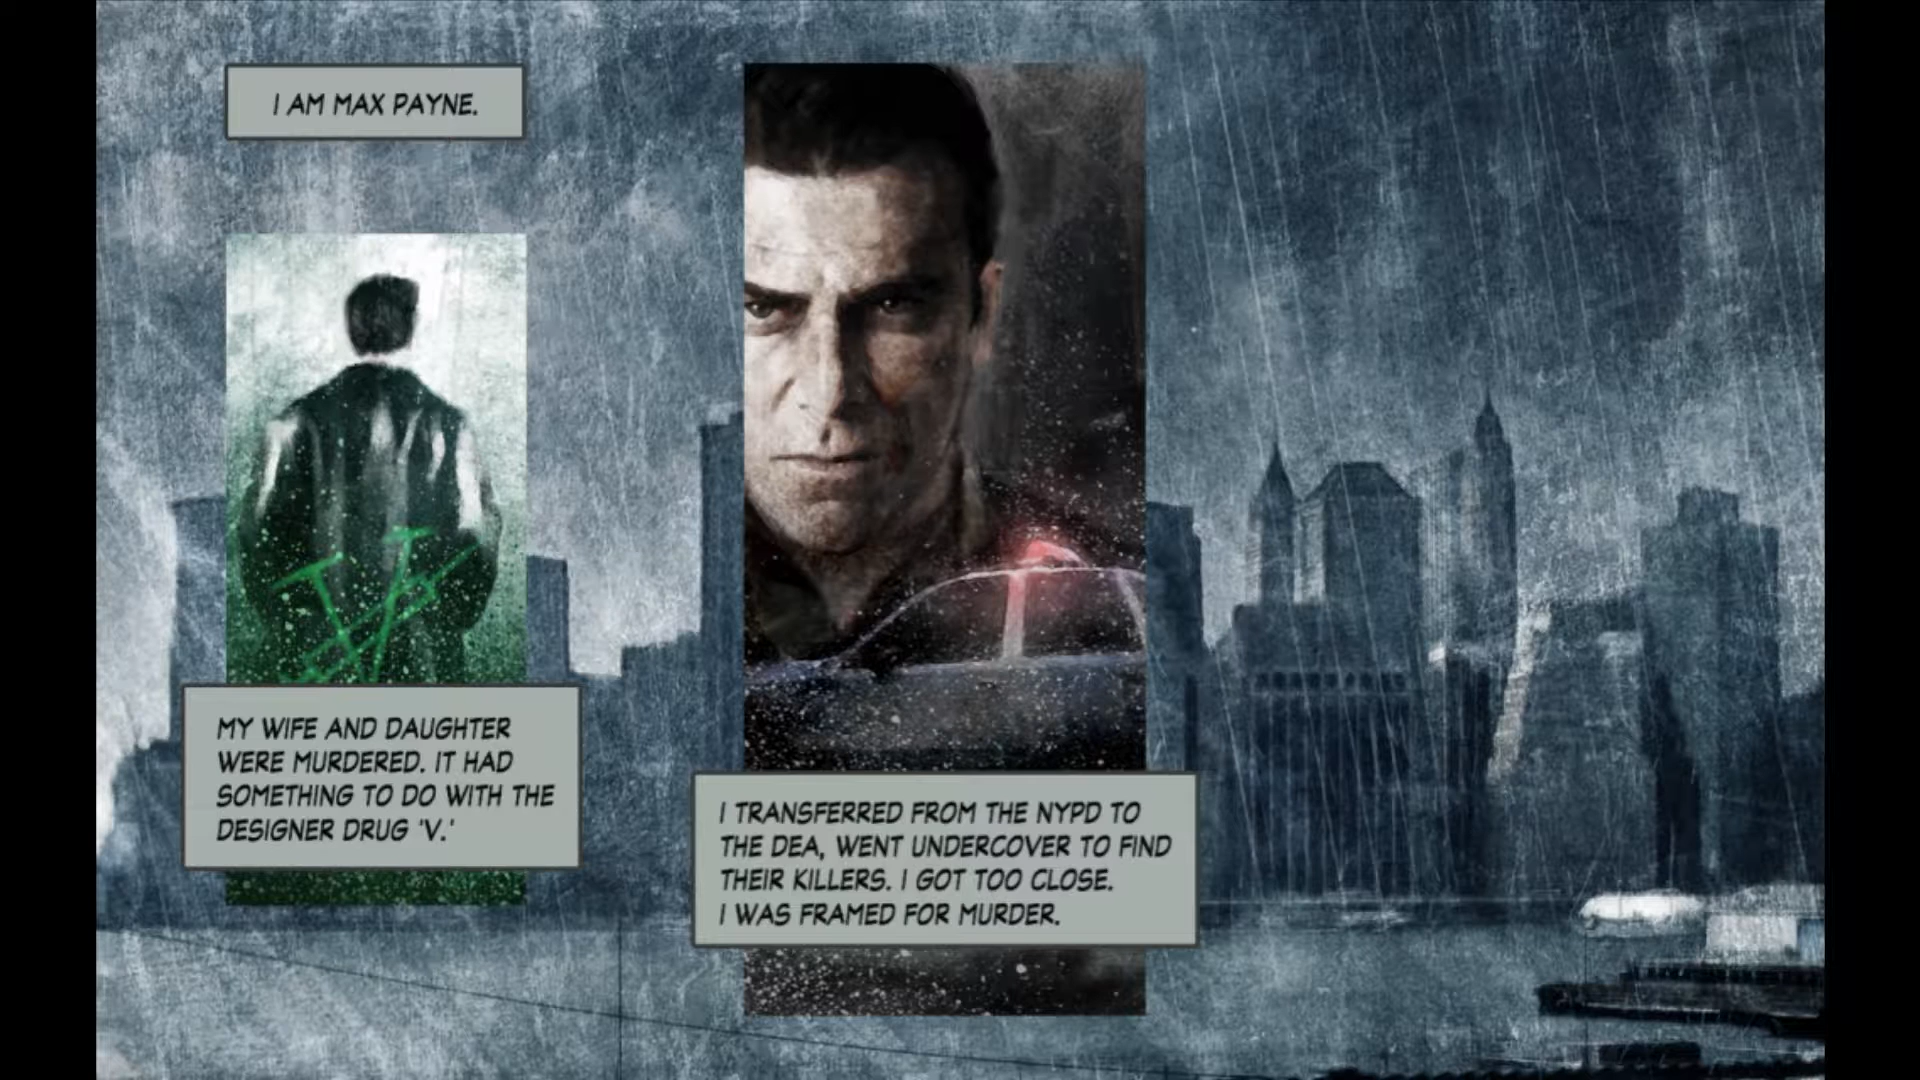 I AM MAX PAYNE.
MY WIFE AND DAUGHTER
WERE MURDERED. IT HAD
SOMETHING TO DO WITH THE
DESIGNER DRUG 'V.'
I TRANSFERRED FROM THE NYPD TO
THE DEA, WENT UNDERCOVER TO FIND
THEIR KILLERS. I GOT TOO CLOSE.
I WAS FRAMED FOR MURDER.